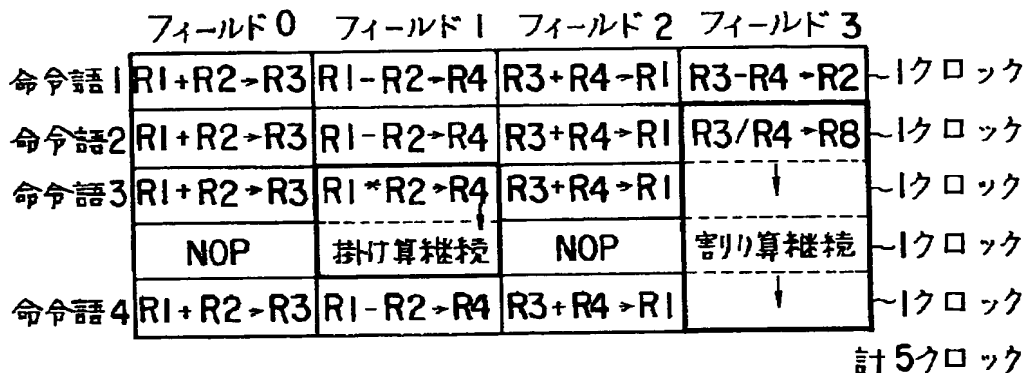 フィールド0 フィールド1 フィールド2 フィールド3
命令語1 R1+R2→R3 R1-R2→R4 R3+R4→R1 R3-R4→R2 ~1クロック
命令語2 R1+R2→R3 R1-R2→R4 R3+R4→R1 R3/R4→R8 ~1クロック
命令語3 R1+R2→R3 R1*R2→R4 R3+R4→R1 ~1クロック
NOP 掛け算継続 NOP 割り算継続 ~1クロック
命令語4 R1+R2→R3 R1-R2→R4 R3+R4→R1 ~1クロック
計5クロック